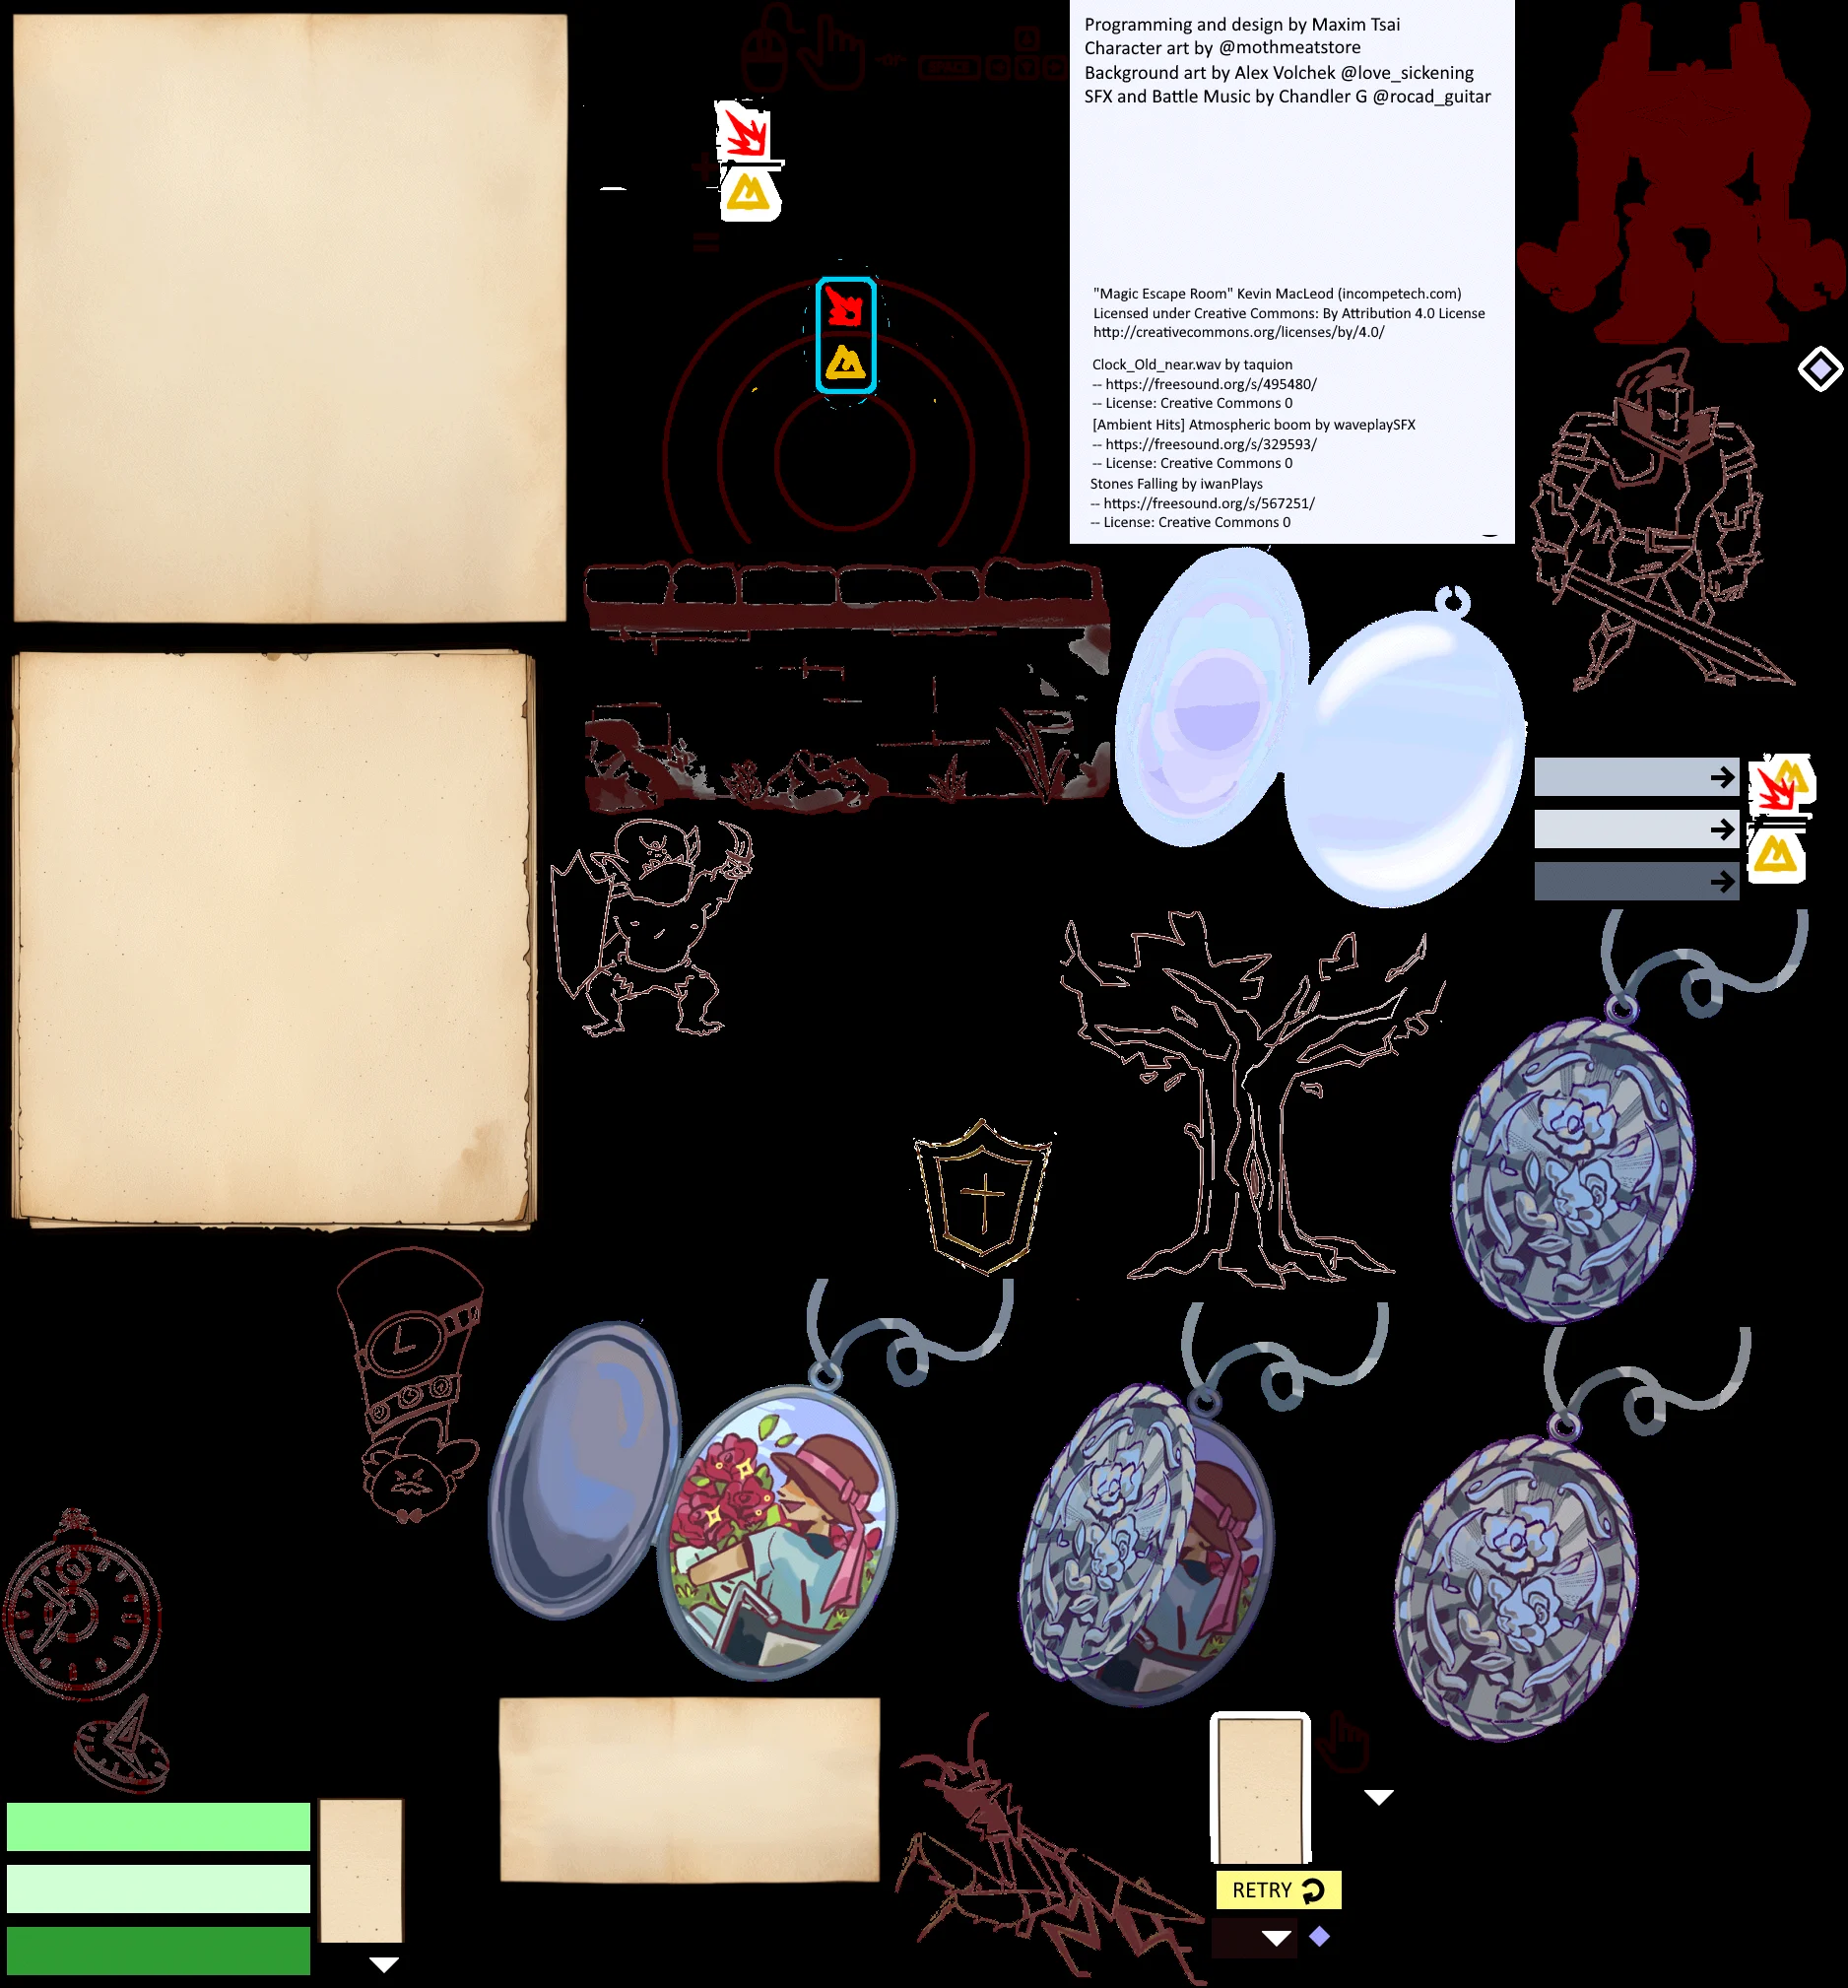 SPACE
Programming and design by Maxim Tsai
Character art by @mothmeatstore
Background art by Alex Volchek @love_sickening
SFX and Battle Music by Chandler G @rocad_guitar
"Magic Escape Room" Kevin MacLeod (incompetech.com)
Licensed under Creative Commons: By Attribution 4.0 License
http://creativecommons.org/licenses/by/4.0/
Clock_Old_near.wav by taquion
-- https://freesound.org/s/495480/
-- License: Creative Commons 0
[Ambient Hits] Atmospheric boom by waveplaySFX
-- https://freesound.org/s/329593/
-- License: Creative Commons 0
Stones Falling by iwanPlays
-- https://freesound.org/s/567251/
-- License: Creative Commons 0
RETRY